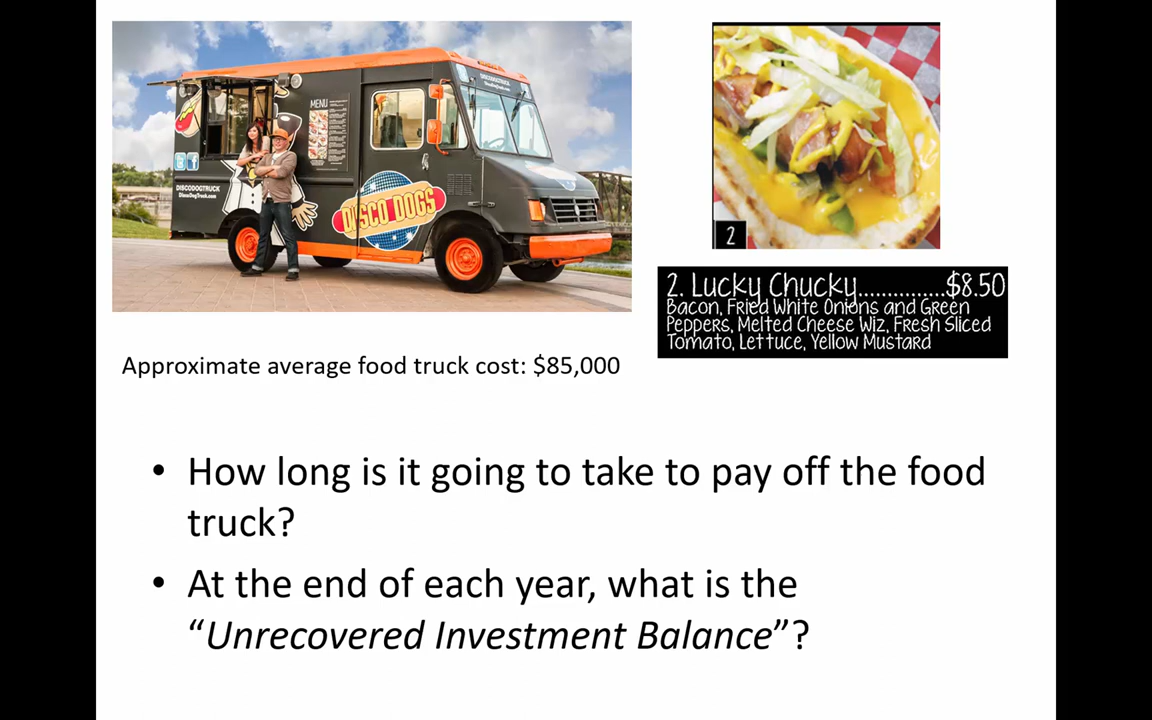 MENU
DISCODOGTRUCK
DiscoDogTruck.com
DISCO DOGS
2
2. Lucky Chucky...............$8.50
Bacon, Fried White Onions and Green
Peppers, Melted Cheese Wiz, Fresh Sliced
Tomato, Lettuce, Yellow Mustard
Approximate average food truck cost: $85,000
• How long is it going to take to pay off the food
truck?
• At the end of each year, what is the
“Unrecovered Investment Balance”?